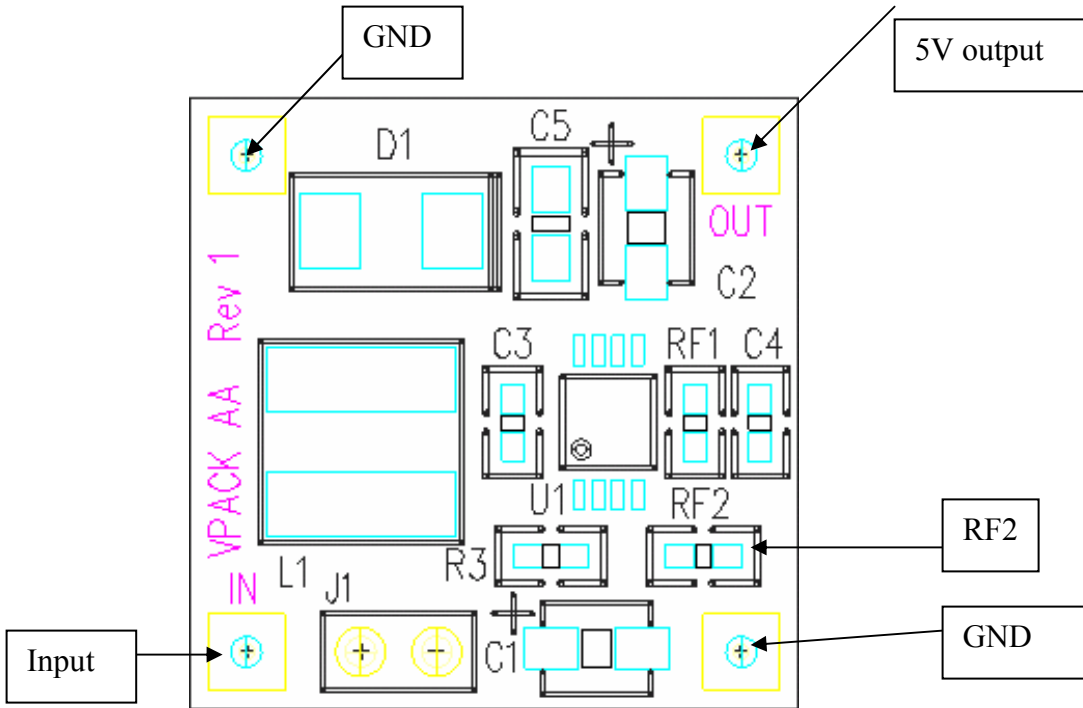 GND
5V output
D1
C5
OUT
C2
VPACK AA Rev 1
C3
RF1
C4
U1
RF2
RF2
R3
L1
IN
J1
C1
Input
GND